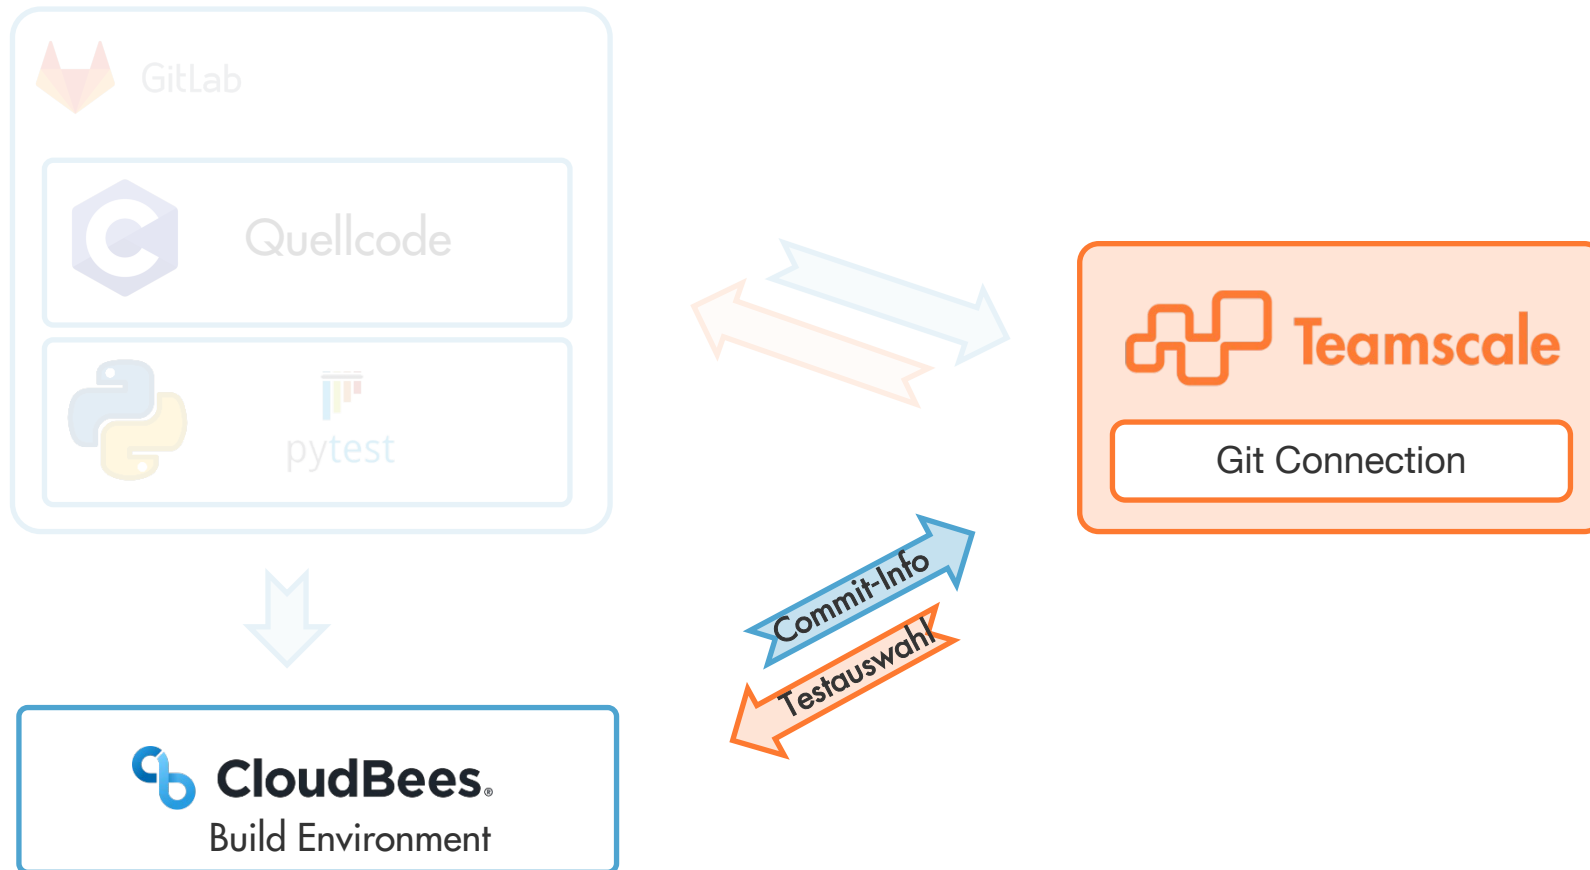 GitLab
Quellcode
pytest
Teamscale
Git Connection
Commit-Info
Testauswahl
CloudBees®
Build Environment